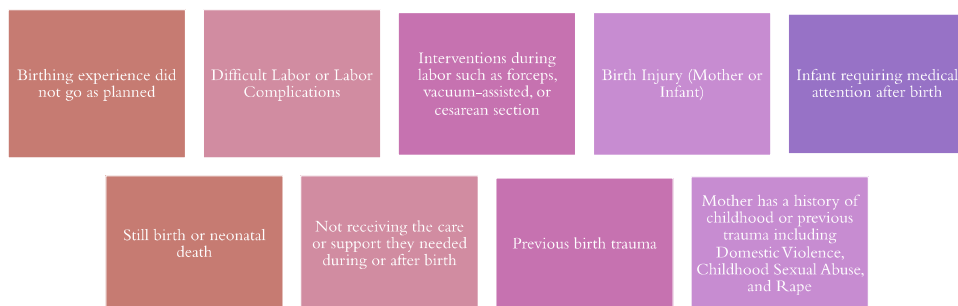 Birthing experience did
not go as planned
Difficult Labor or Labor
Complications
Interventions during
labor such as forceps,
vacuum-assisted, or
cesarean section
Birth Injury (Mother or
Infant)
Infant requiring medical
attention after birth
Still birth or neonatal
death
Not receiving the care
or support they needed
during or after birth
Previous birth trauma
Mother has a history of
childhood or previous
trauma including
Domestic Violence,
Childhood Sexual Abuse,
and Rape